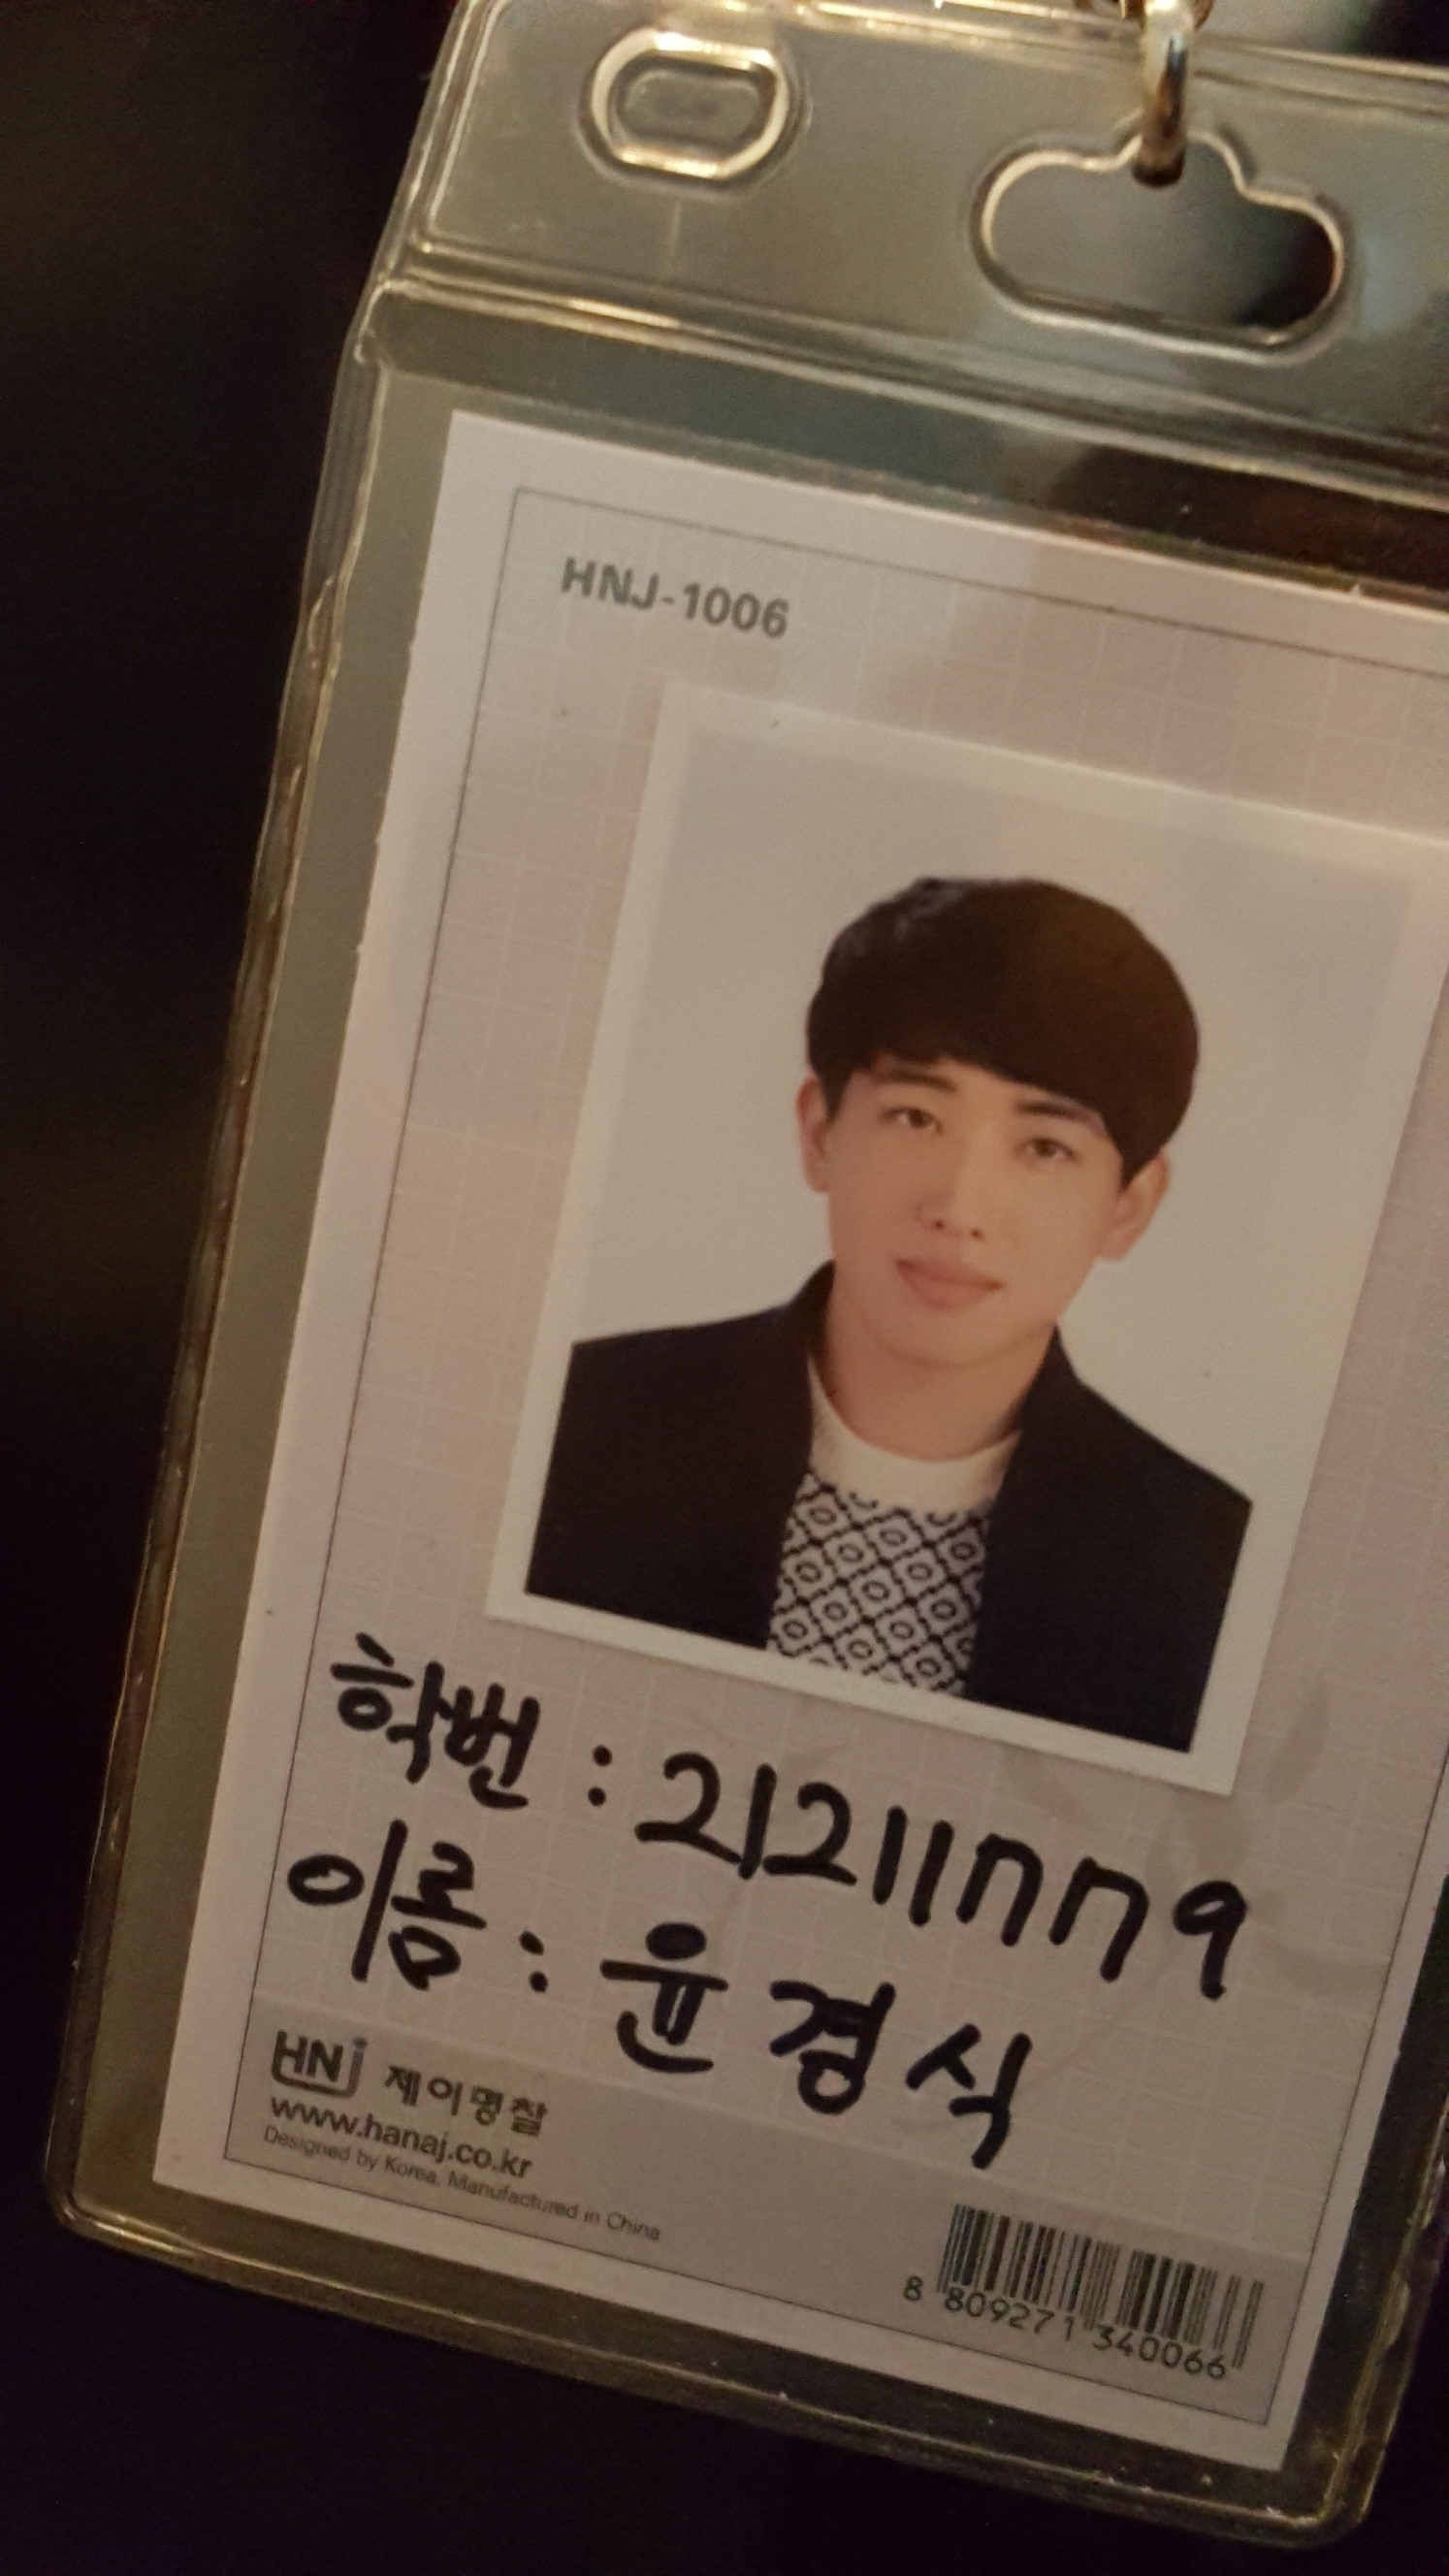 HNJ-1006
학번 : 21211779
이름 : 윤경식
HNj 제이명찰
www.hanaj.co.kr
Designed by Korea. Manufactured in China
8 809271 340066